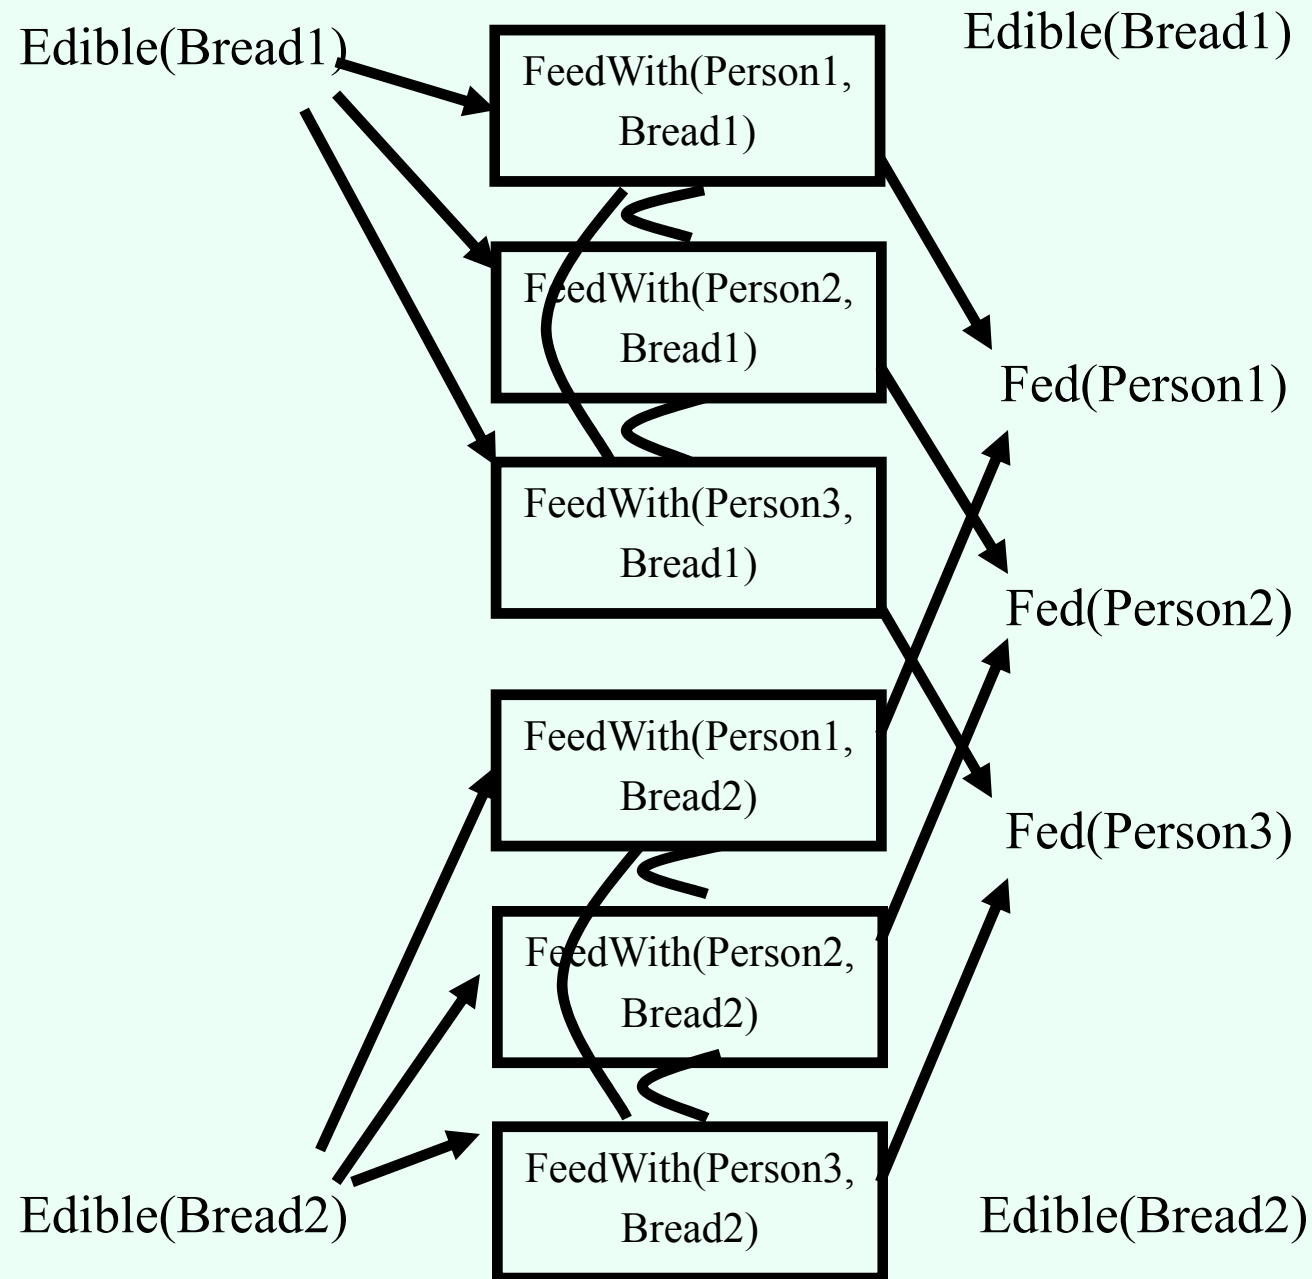 Edible(Bread1)
FeedWith(Person1,
Bread1)
Edible(Bread1)
FeedWith(Person2,
Bread1)
Fed(Person1)
FeedWith(Person3,
Bread1)
Fed(Person2)
FeedWith(Person1,
Bread2)
Fed(Person3)
FeedWith(Person2,
Bread2)
FeedWith(Person3,
Bread2)
Edible(Bread2)
Edible(Bread2)